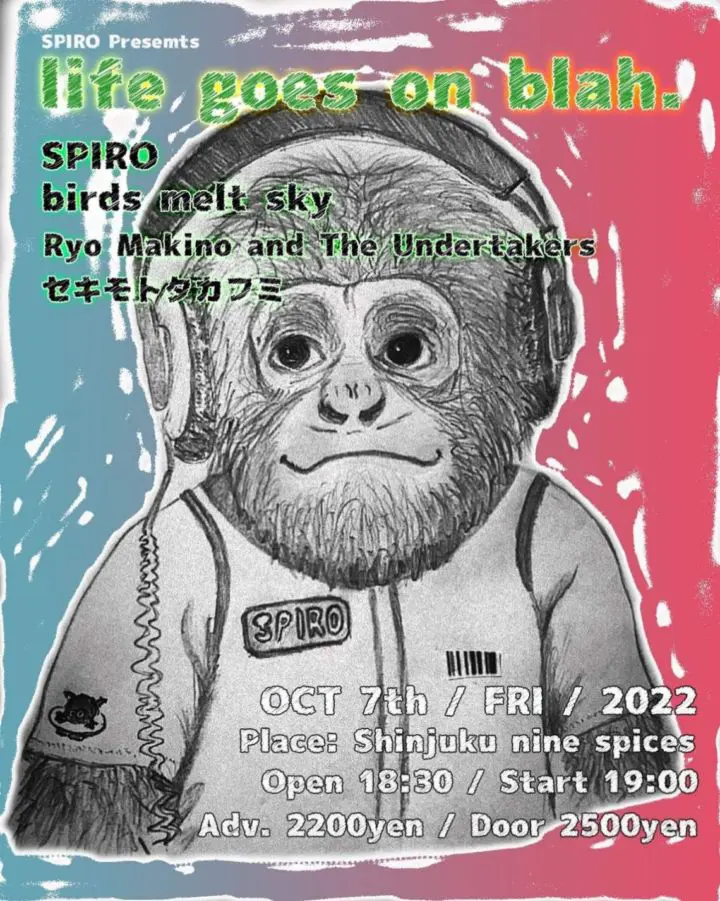 SPIRO Presemts
life goes on blah.
SPIRO
birds melt sky
Ryo Makino and The Undertakers
セキモトタカフミ
SPIRO
OCT 7th / FRI / 2022
Place: Shinjuku nine spices
Open 18:30 / Start 19:00
Adv. 2200yen / Door 2500yen